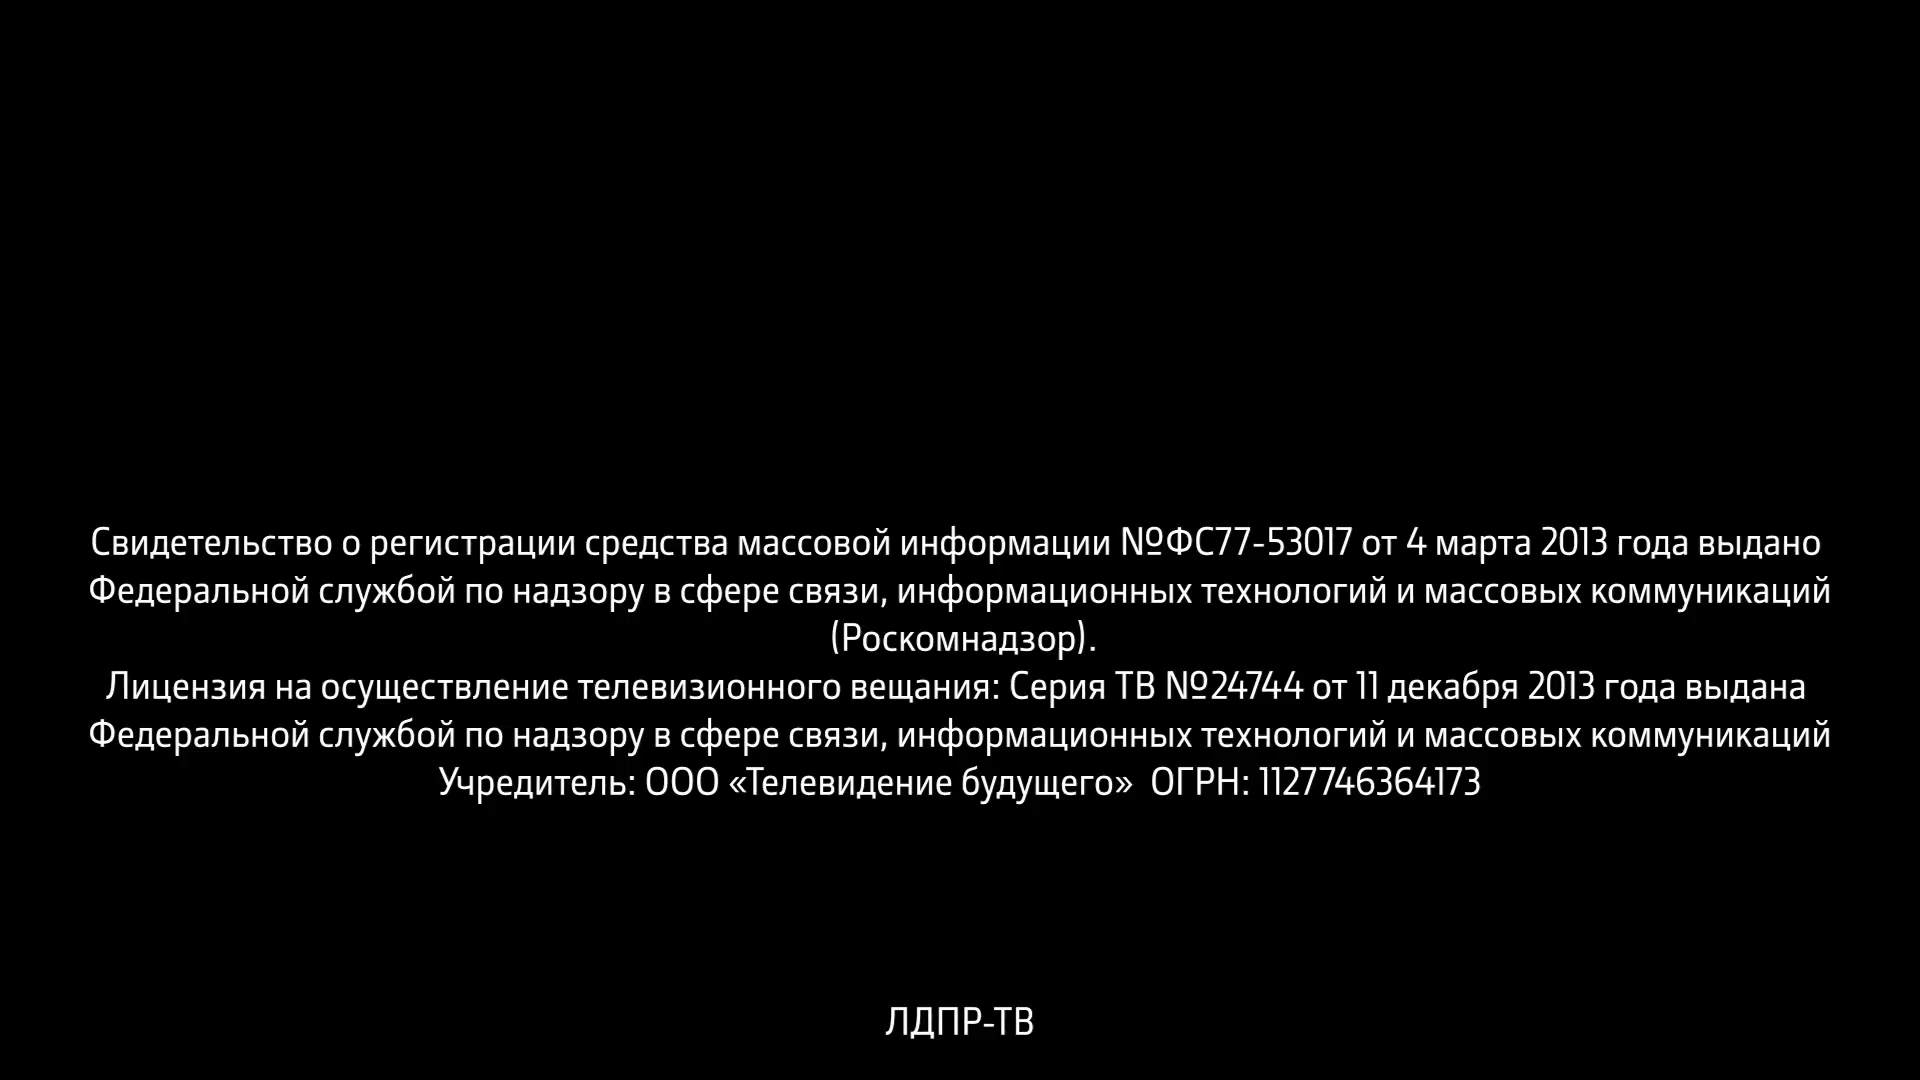 Свидетельство о регистрации средства массовой информации №ФС77-53017 от 4 марта 2013 года выдано
Федеральной службой по надзору в сфере связи, информационных технологий и массовых коммуникаций
(Роскомнадзор).
Лицензия на осуществление телевизионного вещания: Серия ТВ №24744 от 11 декабря 2013 года выдана
Федеральной службой по надзору в сфере связи, информационных технологий и массовых коммуникаций
Учредитель: ООО «Телевидение будущего»  ОГРН: 1127746364173
ЛДПР-ТВ